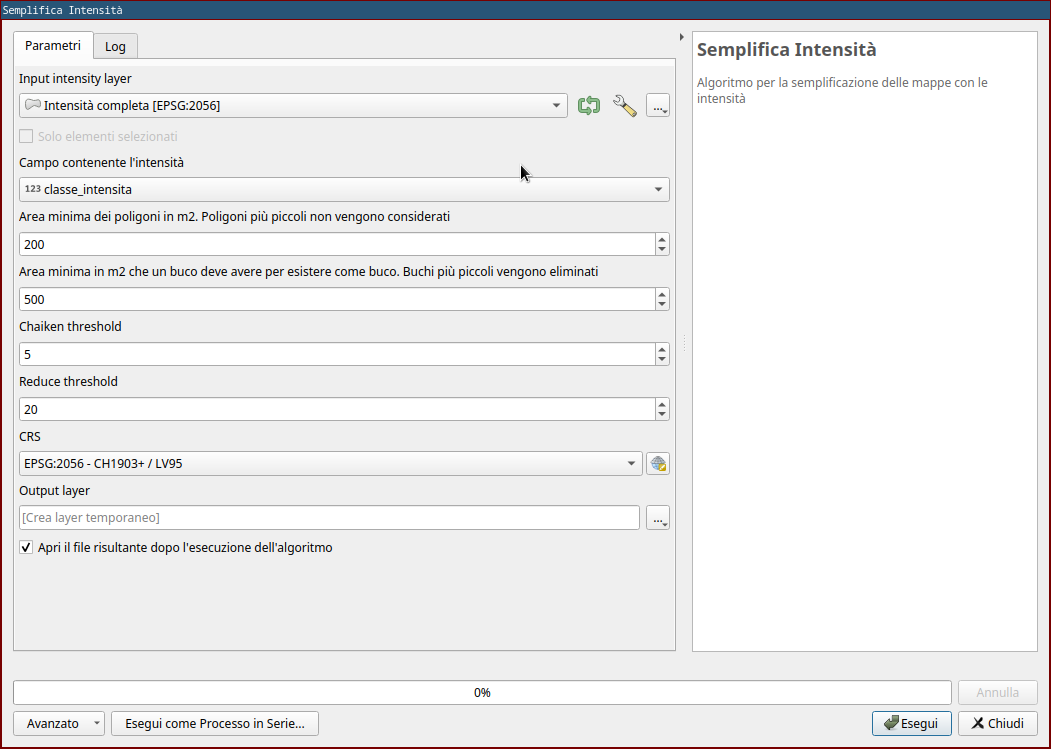 Semplifica Intensità
Parametri
Log
Input intensity layer
Intensità completa [EPSG:2056]
...
Solo elementi selezionati
Campo contenente l'intensità
123 classe_intensita
Area minima dei poligoni in m2. Poligoni più piccoli non vengono considerati
200
Area minima in m2 che un buco deve avere per esistere come buco. Buchi più piccoli vengono eliminati
500
Chaiken threshold
5
Reduce threshold
20
CRS
EPSG:2056 - CH1903+ / LV95
Output layer
[Crea layer temporaneo]
...
Apri il file risultante dopo l'esecuzione dell'algoritmo
Semplifica Intensità
Algoritmo per la semplificazione delle mappe con le
intensità
0%
Annulla
Avanzato
Esegui come Processo in Serie...
Esegui
Chiudi